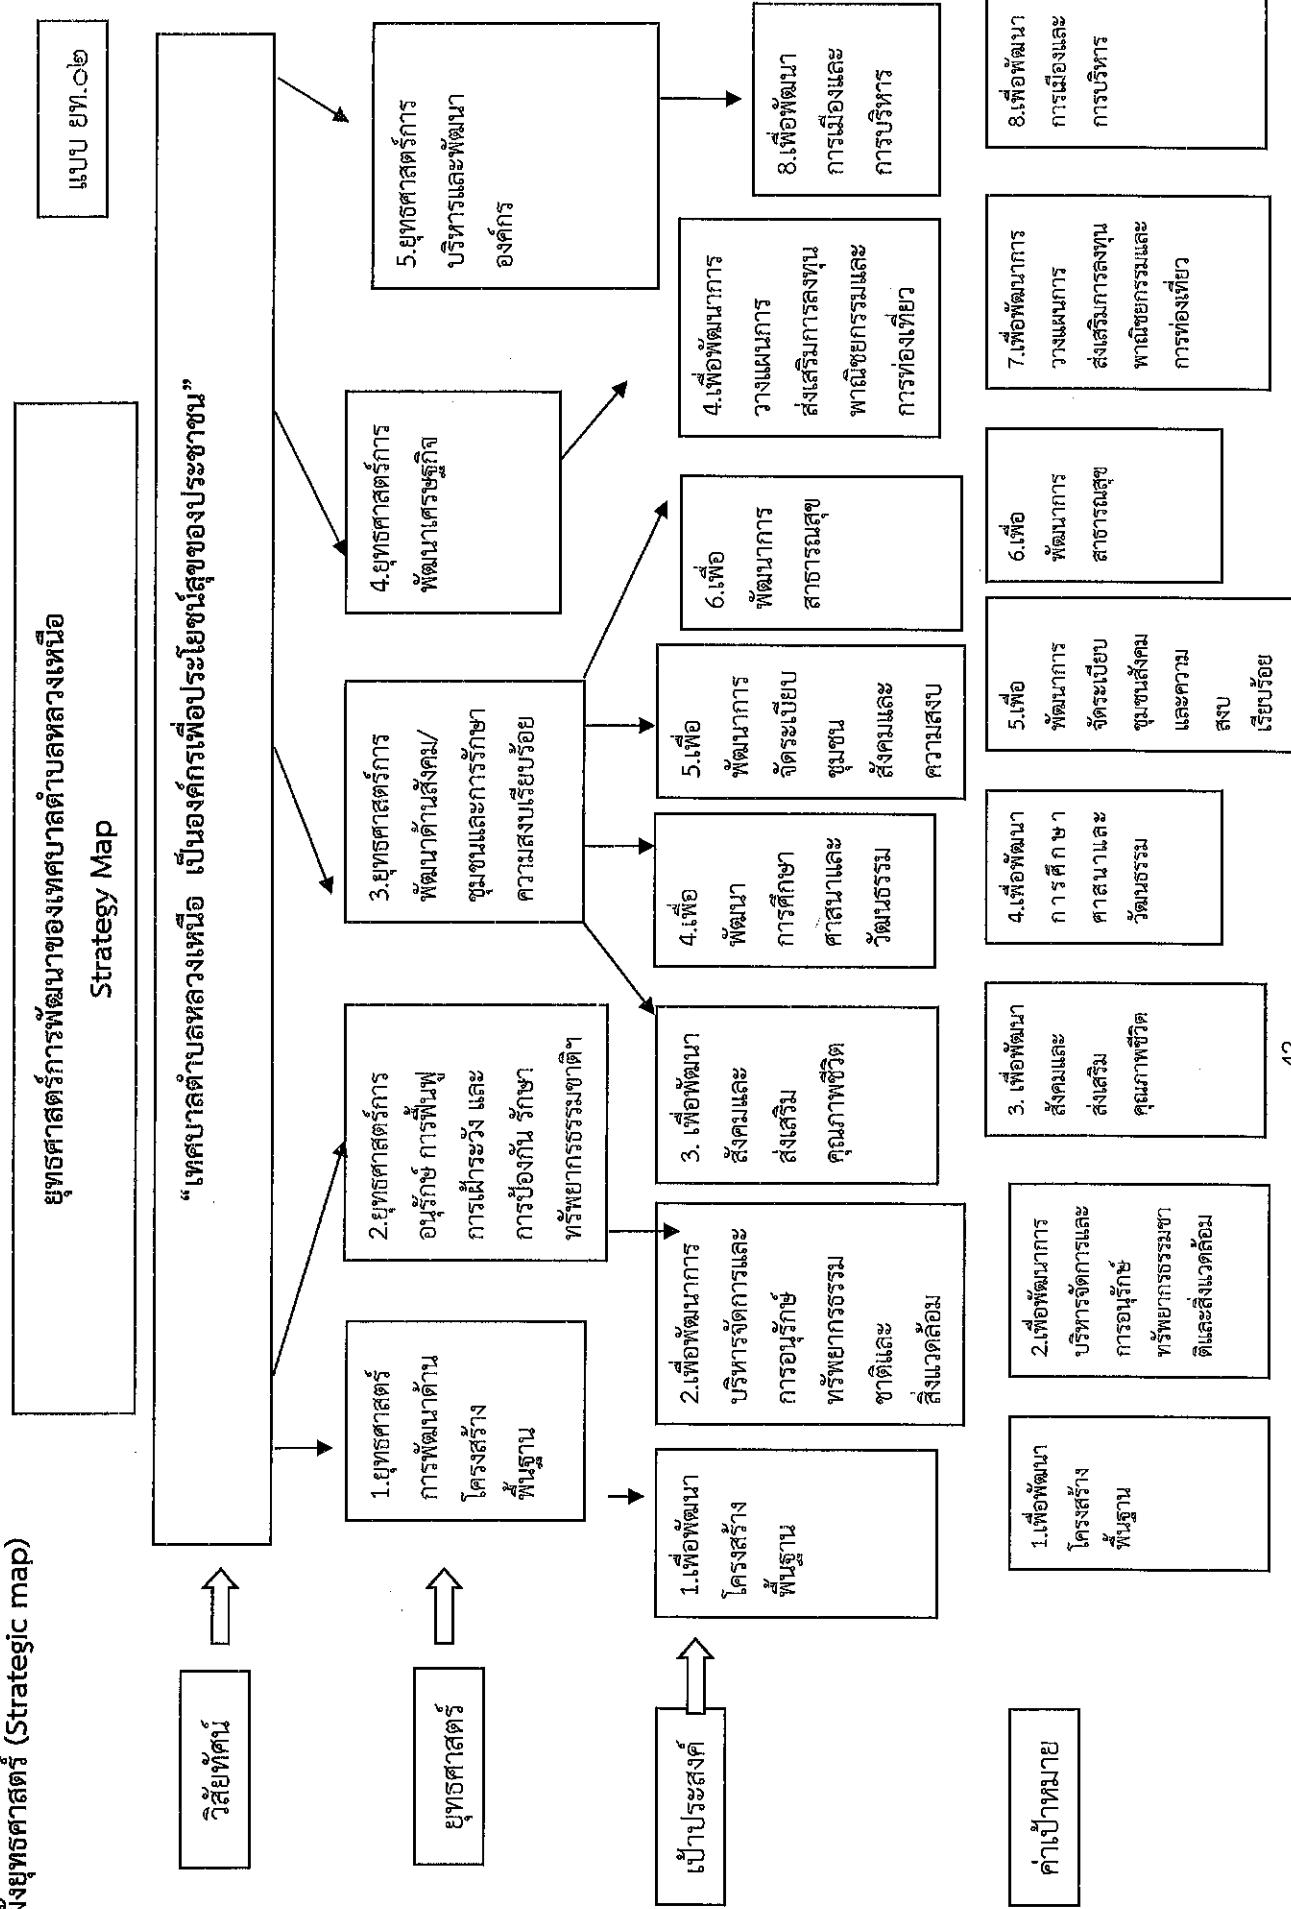 ผังยุทธศาสตร์ (Strategic map)
แบบ ยท.๐๒
ยุทธศาสตร์การพัฒนาของเทศบาลตำบลหลวงเหนือ
Strategy Map
วิสัยทัศน์
“เทศบาลตำบลหลวงเหนือ เป็นองค์กรเพื่อประโยชน์สุขของประชาชน”
ยุทธศาสตร์
1.ยุทธศาสตร์
การพัฒนาด้าน
โครงสร้าง
พื้นฐาน
2.ยุทธศาสตร์การ
อนุรักษ์ การฟื้นฟู
การเฝ้าระวัง และ
การป้องกัน รักษา
ทรัพยากรธรรมชาติฯ
3.ยุทธศาสตร์การ
พัฒนาด้านสังคม/
ชุมชนและการรักษา
ความสงบเรียบร้อย
4.ยุทธศาสตร์การ
พัฒนาเศรษฐกิจ
5.ยุทธศาสตร์การ
บริหารและพัฒนา
องค์กร
เป้าประสงค์
1.เพื่อพัฒนา
โครงสร้าง
พื้นฐาน
2.เพื่อพัฒนาการ
บริหารจัดการและ
การอนุรักษ์
ทรัพยากรธรรม
ชาติและ
สิ่งแวดล้อม
3. เพื่อพัฒนา
สังคมและ
ส่งเสริม
คุณภาพชีวิต
4.เพื่อ
พัฒนา
การศึกษา
ศาสนาและ
วัฒนธรรม
5.เพื่อ
พัฒนาการ
จัดระเบียบ
ชุมชน
สังคมและ
ความสงบ
6.เพื่อ
พัฒนาการ
สาธารณสุข
4.เพื่อพัฒนาการ
วางแผนการ
ส่งเสริมการลงทุน
พาณิชยกรรมและ
การท่องเที่ยว
8.เพื่อพัฒนา
การเมืองและ
การบริหาร
ค่าเป้าหมาย
1.เพื่อพัฒนา
โครงสร้าง
พื้นฐาน
2.เพื่อพัฒนาการ
บริหารจัดการและ
การอนุรักษ์
ทรัพยากรธรรมชา
ติและสิ่งแวดล้อม
3. เพื่อพัฒนา
สังคมและ
ส่งเสริม
คุณภาพชีวิต
4.เพื่อพัฒนา
การศึกษา
ศาสนาและ
วัฒนธรรม
5.เพื่อ
พัฒนาการ
จัดระเบียบ
ชุมชนสังคม
และความ
สงบ
เรียบร้อย
6.เพื่อ
พัฒนาการ
สาธารณสุข
7.เพื่อพัฒนาการ
วางแผนการ
ส่งเสริมการลงทุน
พาณิชยกรรมและ
การท่องเที่ยว
8.เพื่อพัฒนา
การเมืองและ
การบริหาร